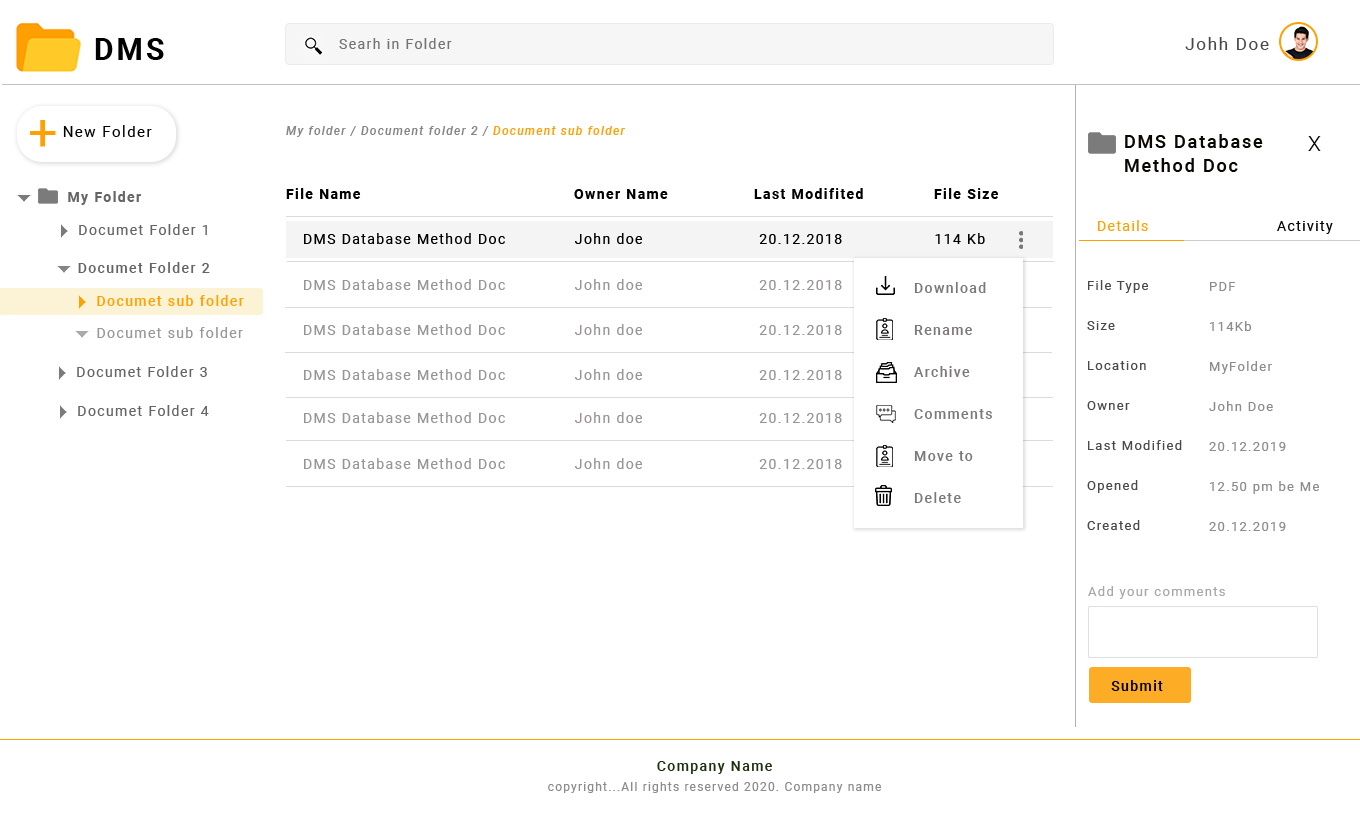 DMS
Searh in Folder
Johh Doe
New Folder
My Folder
Documet Folder 1
Documet Folder 2
Documet sub folder
Documet sub folder
Documet Folder 3
Documet Folder 4
My folder / Document folder 2 / Document sub folder
File Name Owner Name Last Modifited File Size
DMS Database Method Doc John doe 20.12.2018 114 Kb
DMS Database Method Doc John doe 20.12.2018
DMS Database Method Doc John doe 20.12.2018
DMS Database Method Doc John doe 20.12.2018
DMS Database Method Doc John doe 20.12.2018
DMS Database Method Doc John doe 20.12.2018
Download
Rename
Archive
Comments
Move to
Delete
DMS Database X
Method Doc
Details Activity
File Type PDF
Size 114Kb
Location MyFolder
Owner John Doe
Last Modified 20.12.2019
Opened 12.50 pm be Me
Created 20.12.2019
Add your comments
Submit
Company Name
copyright...All rights reserved 2020. Company name